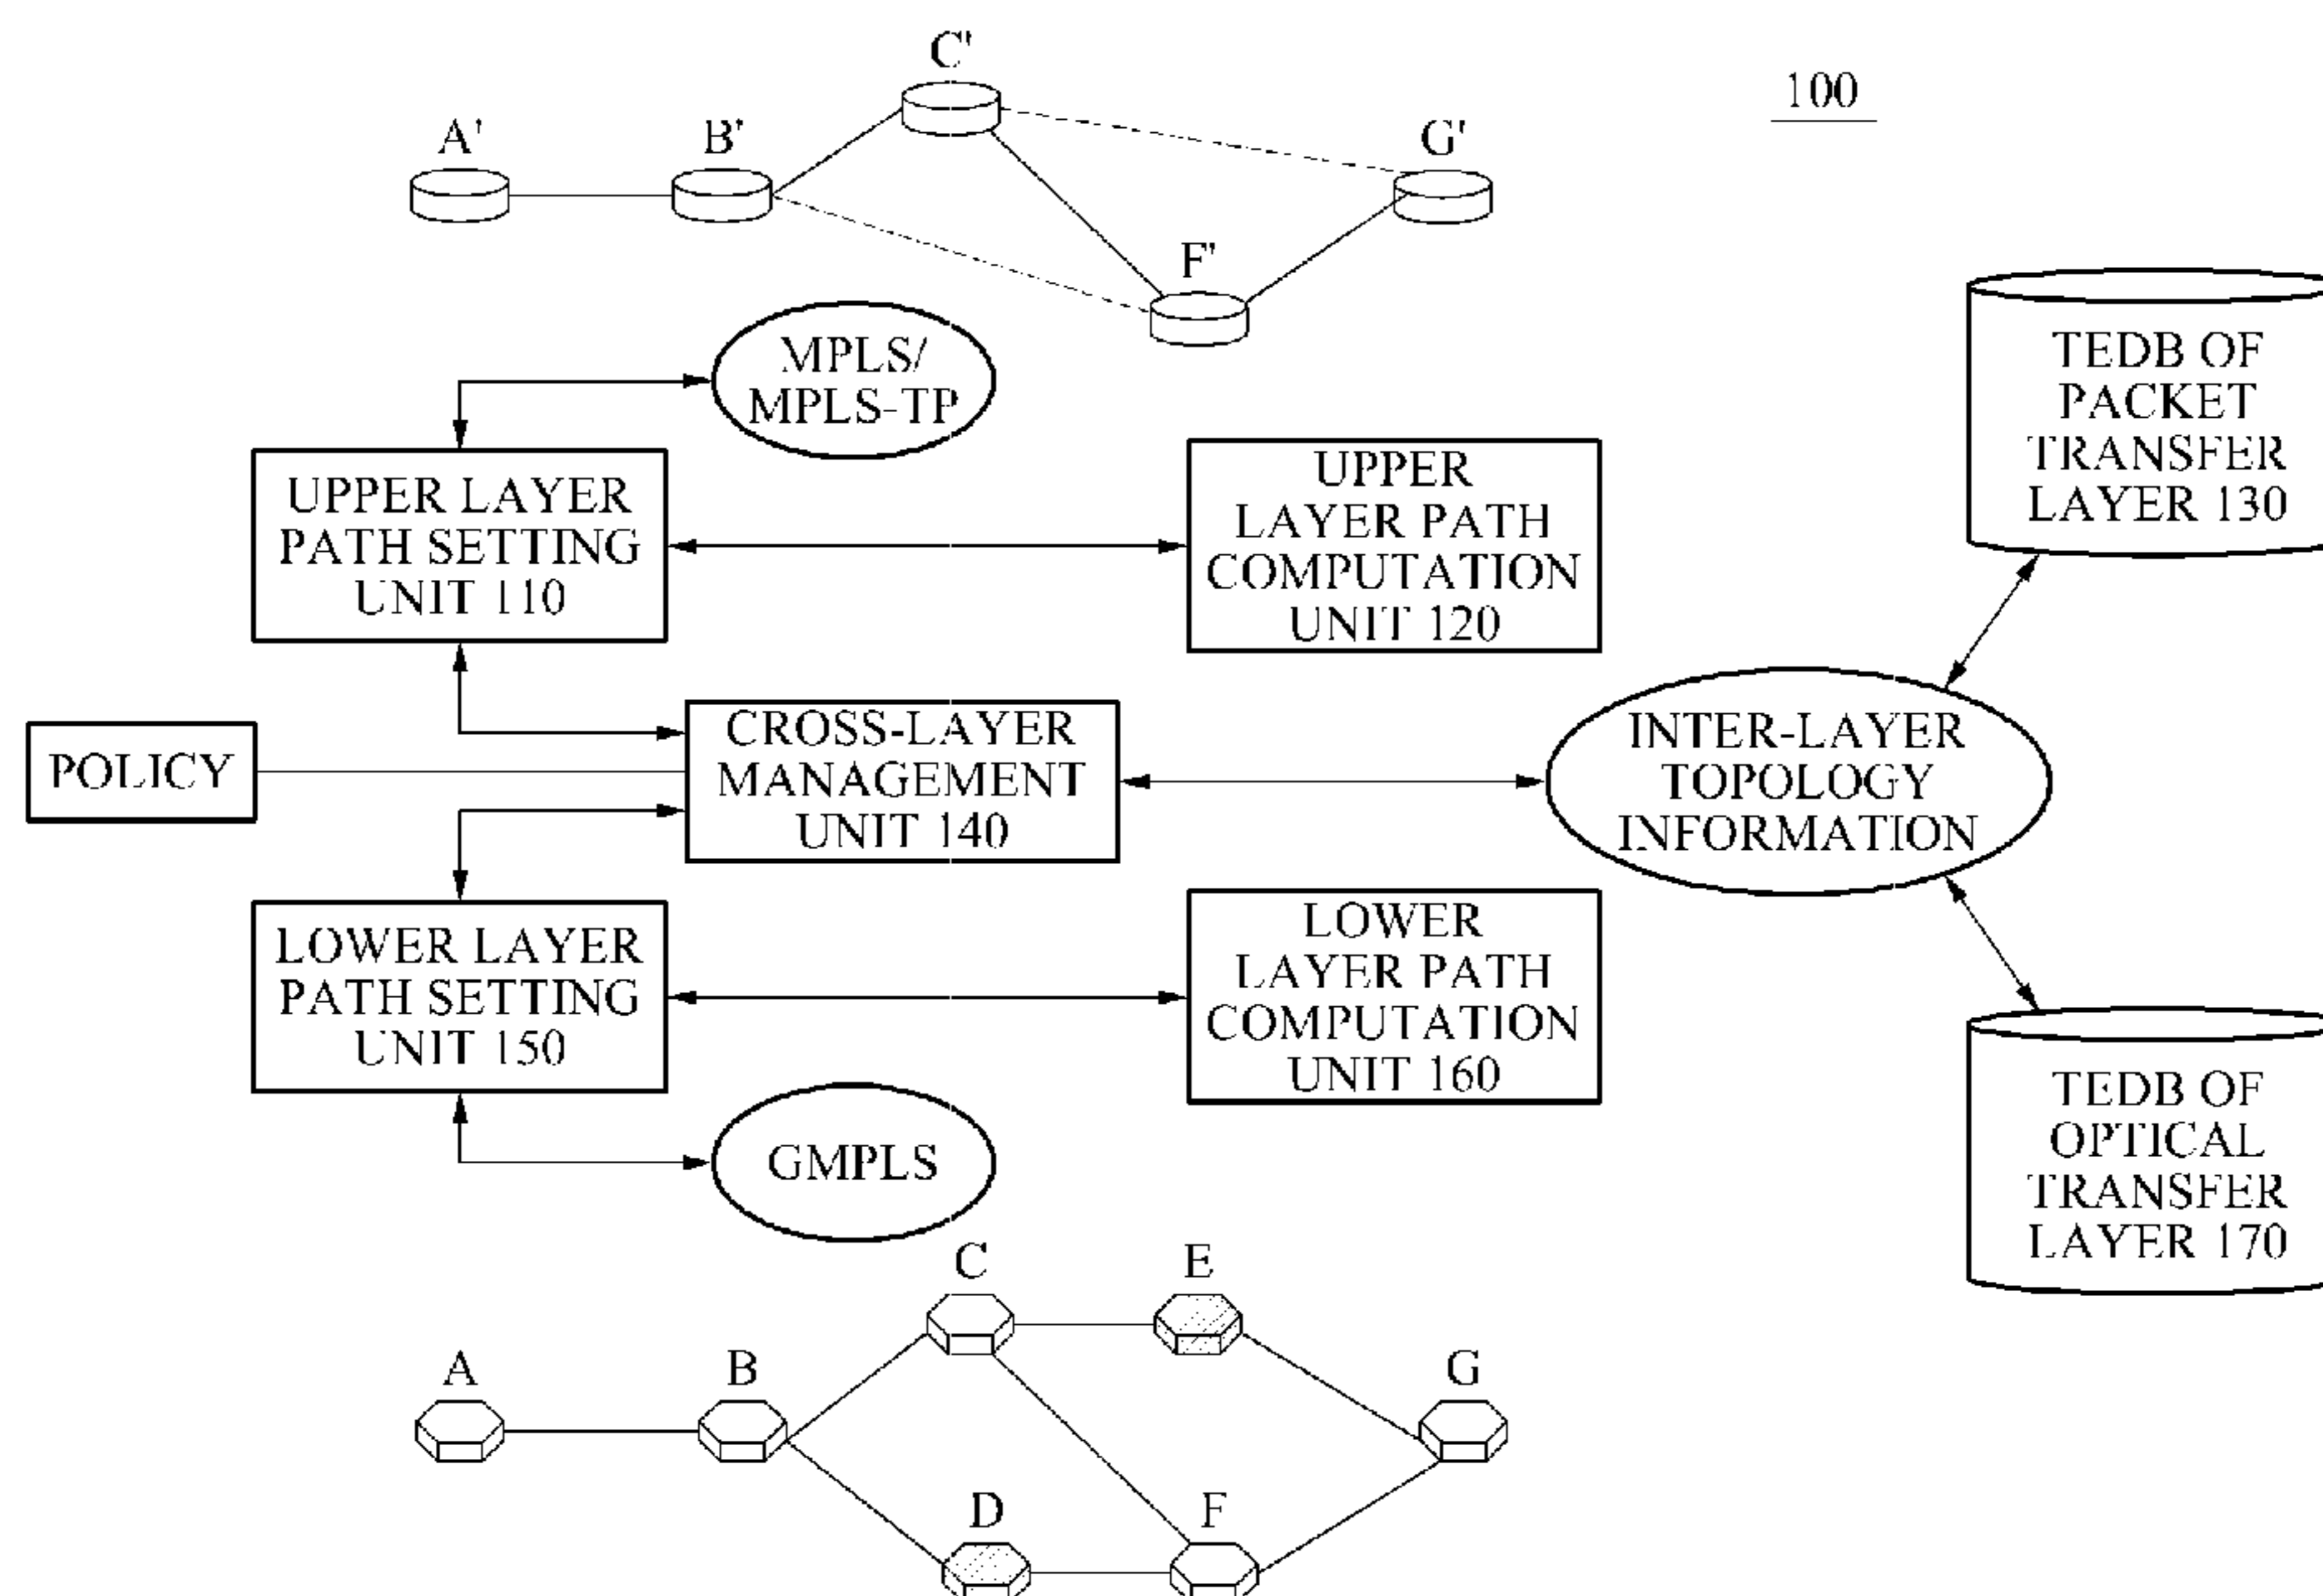 C'
100
A'
B'
G'
F'
MPLS/
MPLS-TP
TEDB OF
PACKET
TRANSFER
LAYER 130
UPPER LAYER
PATH SETTING
UNIT 110
UPPER
LAYER PATH
COMPUTATION
UNIT 120
POLICY
CROSS-LAYER
MANAGEMENT
UNIT 140
INTER-LAYER
TOPOLOGY
INFORMATION
LOWER LAYER
PATH SETTING
UNIT 150
LOWER
LAYER PATH
COMPUTATION
UNIT 160
TEDB OF
OPTICAL
TRANSFER
LAYER 170
GMPLS
C
E
A
B
G
D
F